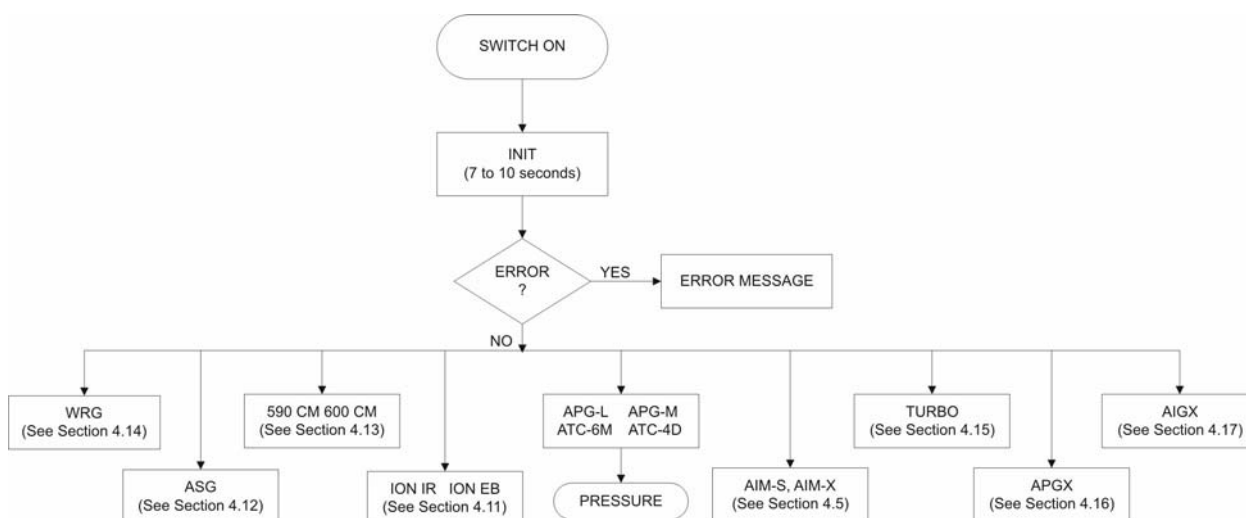 SWITCH ON
INIT
(7 to 10 seconds)
ERROR
?
YES
ERROR MESSAGE
NO
WRG
(See Section 4.14)
590 CM 600 CM
(See Section 4.13)
APG-L APG-M
ATC-6M ATC-4D
TURBO
(See Section 4.15)
AIGX
(See Section 4.17)
ASG
(See Section 4.12)
ION IR ION EB
(See Section 4.11)
PRESSURE
AIM-S, AIM-X
(See Section 4.5)
APGX
(See Section 4.16)